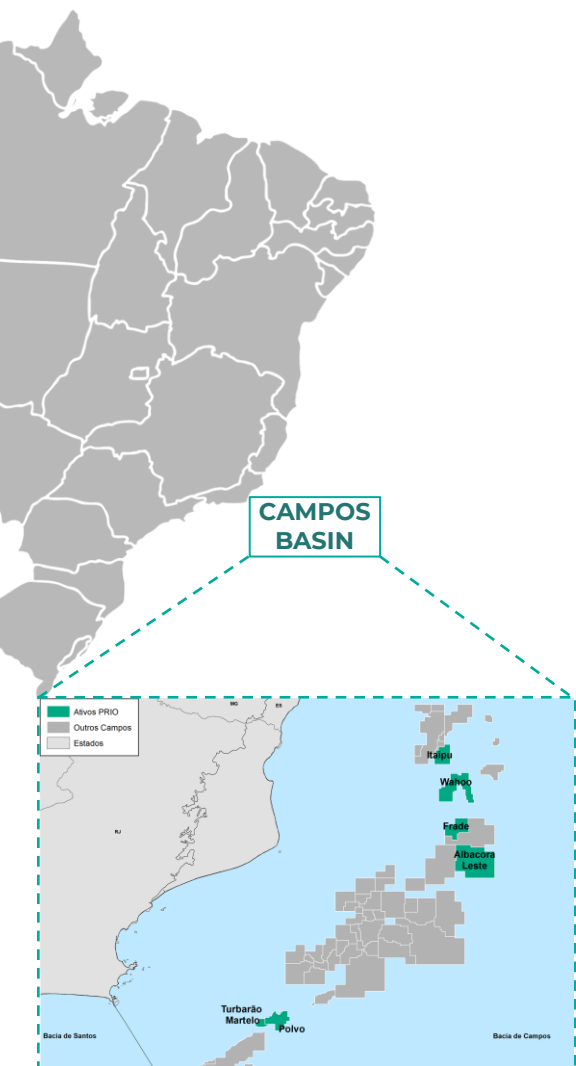 CAMPOS
BASIN
Ativos PRIO
Outros Campos
Estados
MG
ES
RJ
Itaipu
Wahoo
Frade
Albacora
Leste
Turbarão
Martelo
Polvo
Bacia de Santos
Bacia de Campos